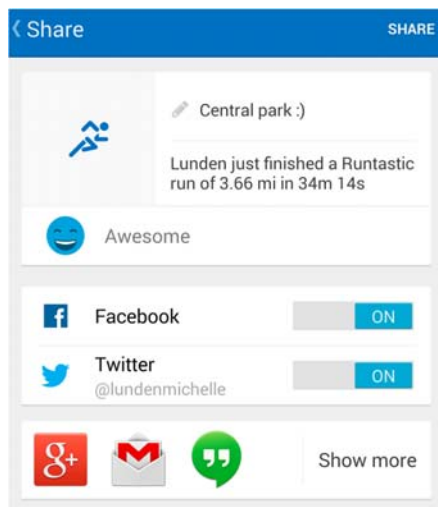 Share
SHARE
Central park :)
Lunden just finished a Runtastic
run of 3.66 mi in 34m 14s
Awesome
f Facebook
ON
Twitter
ON
@lundenmichelle
g+
M
Show more